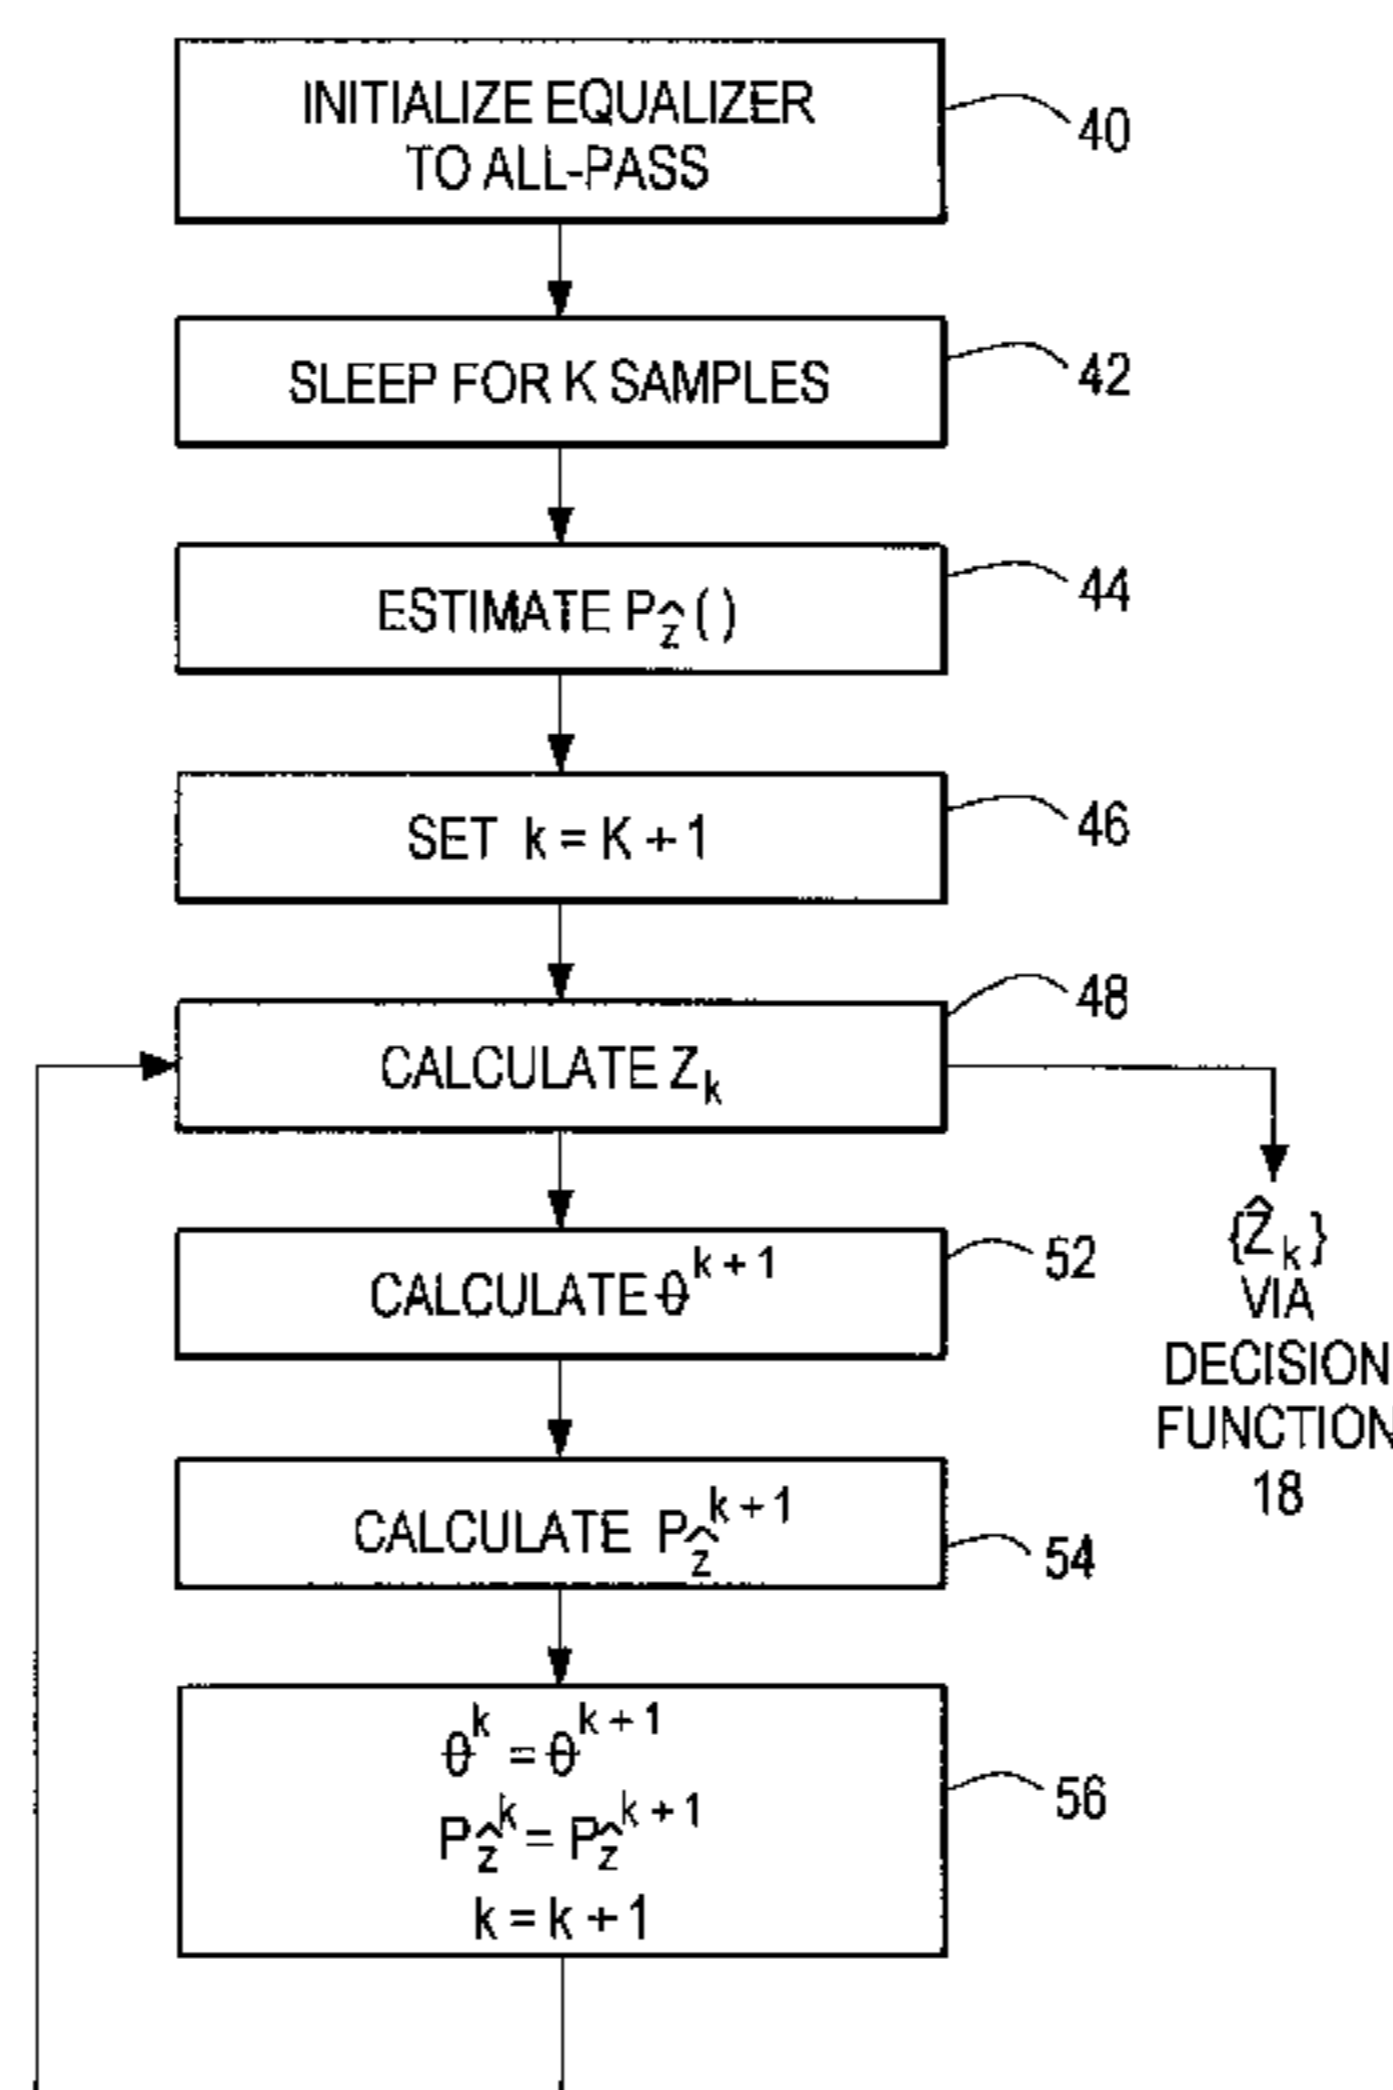 INITIALIZE EQUALIZER
TO ALL-PASS
40
SLEEP FOR K SAMPLES
42
ESTIMATE P_ẑ ( )
44
SET k = K + 1
46
CALCULATE Z_k
48
{Ẑ_k}
VIA
DECISION
FUNCTION
18
CALCULATE θ^{k + 1}
52
CALCULATE P_ẑ^{k + 1}
54
θ^k = θ^{k + 1}
P_ẑ^k = P_ẑ^{k + 1}
k = k + 1
56